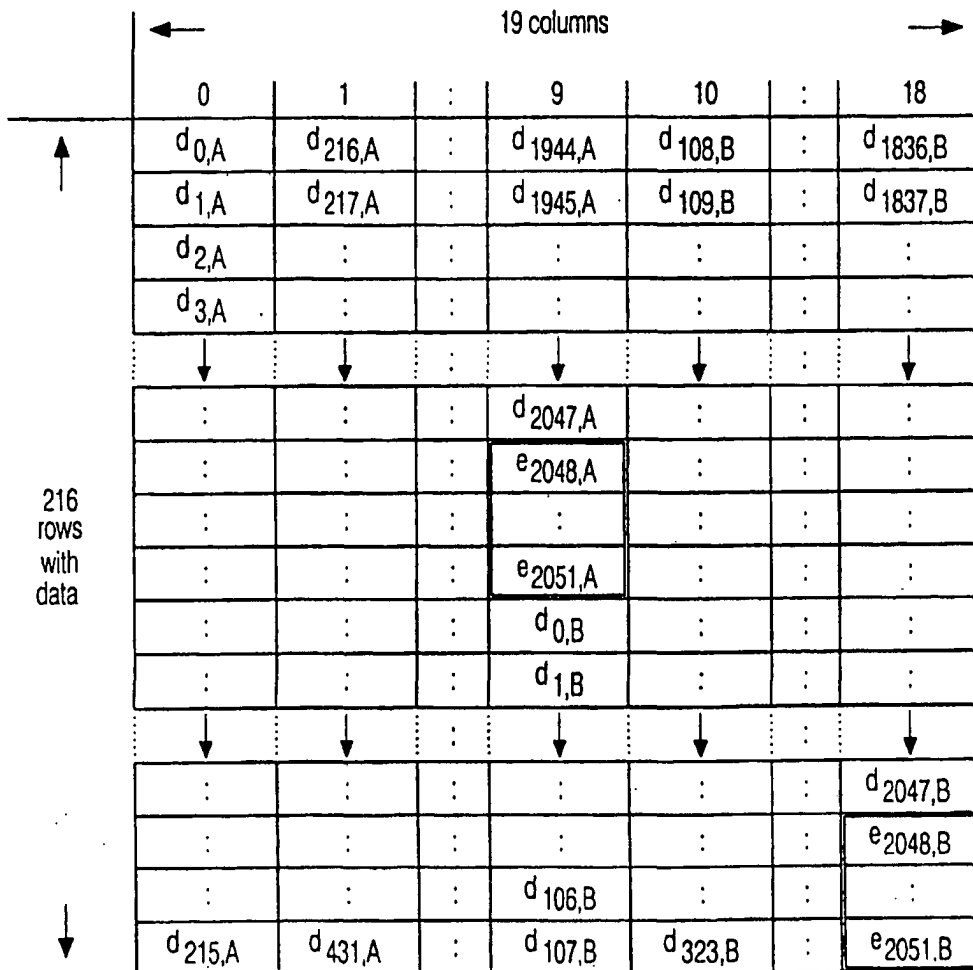 19 columns
0 1 : 9 10 : 18
d0,A d216,A : d1944,A d108,B : d1836,B
d1,A d217,A : d1945,A d109,B : d1837,B
d2,A : : : : : :
d3,A : : : : : :
: :
: : : d2047,A : : :
: : : e2048,A : : :
: : : : : : :
: : : e2051,A : : :
: : : d0,B : : :
: : : d1,B : : :
216
rows
with
data
: :
: : : : : : d2047,B
: : : : : : e2048,B
: : : d106,B : : :
d215,A d431,A : d107,B d323,B : e2051,B